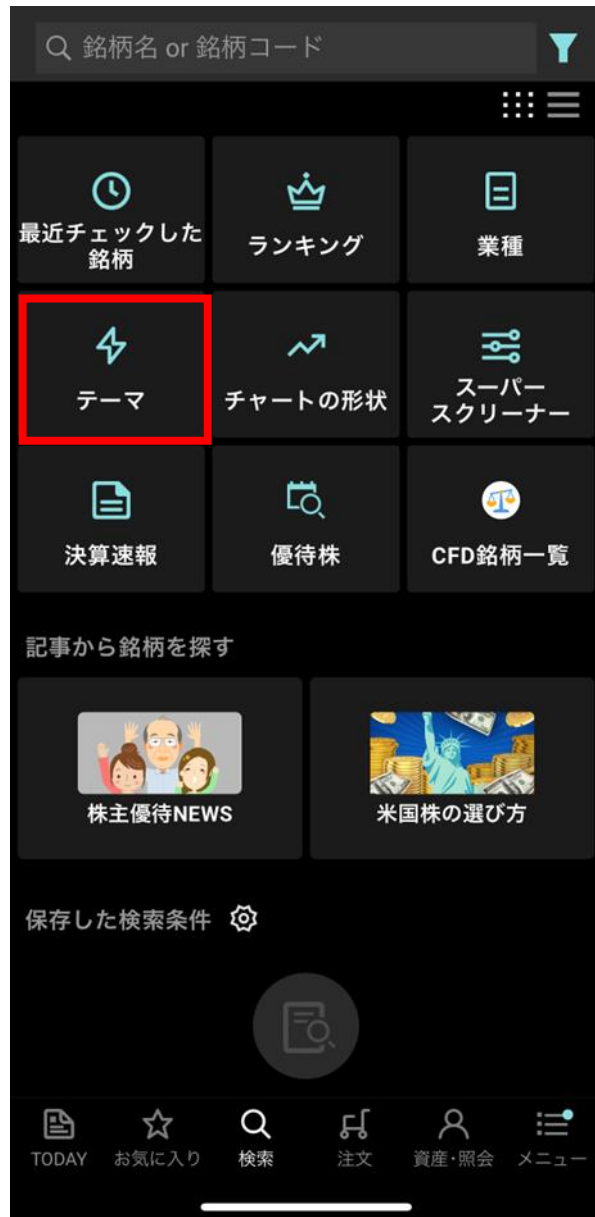 銘柄名 or 銘柄コード
最近チェックした
銘柄
ランキング
業種
テーマ
チャートの形状
スーパー
スクリーナー
決算速報
優待株
CFD銘柄一覧
記事から銘柄を探す
株主優待NEWS
米国株の選び方
保存した検索条件
TODAY
お気に入り
検索
注文
資産・照会
メニュー